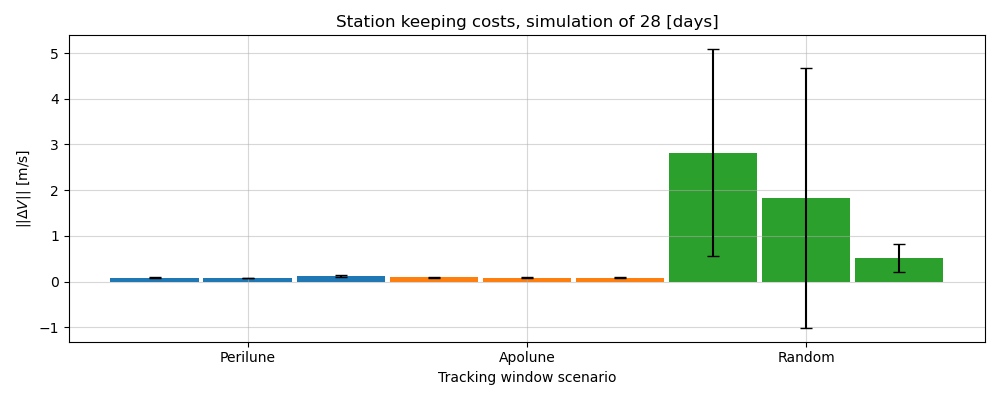 Station keeping costs, simulation of 28 [days]
||ΔV|| [m/s]
5
4
3
2
1
0
−1
Perilune Apolune Random
Tracking window scenario